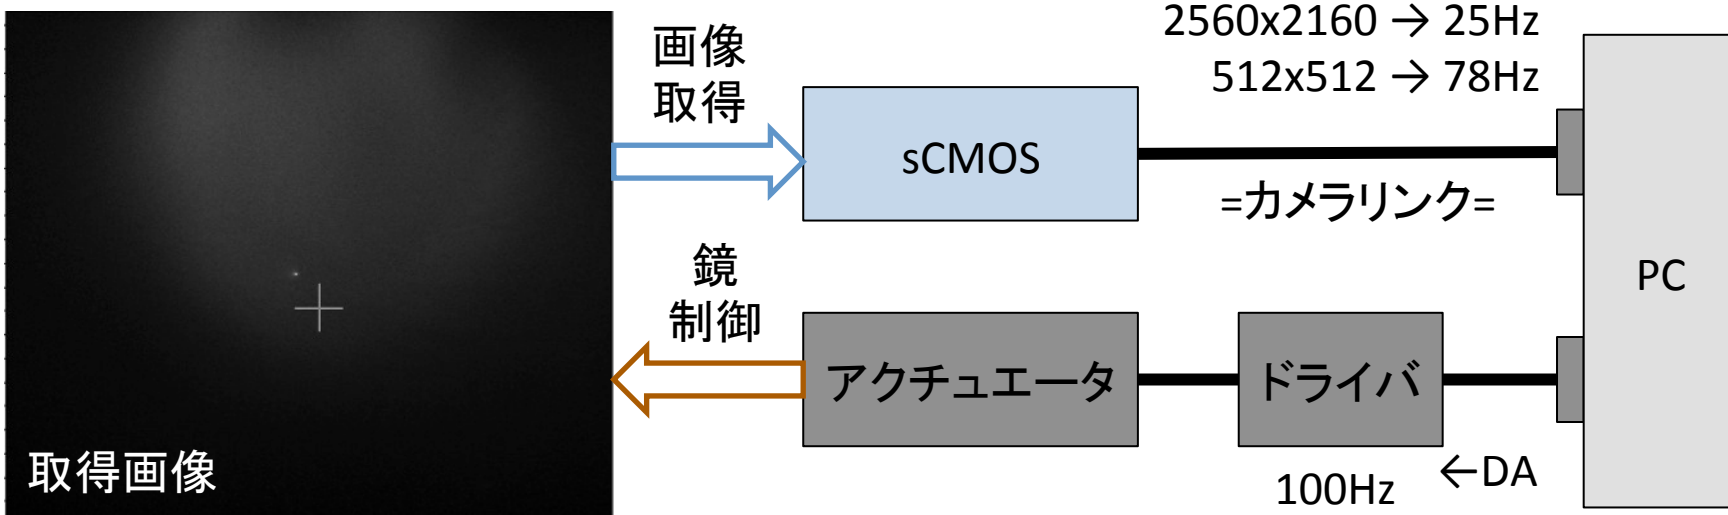 画像
取得
2560x2160 → 25Hz
512x512 → 78Hz
sCMOS
=カメラリンク=
PC
鏡
制御
アクチュエータ
ドライバ
取得画像
100Hz
←DA